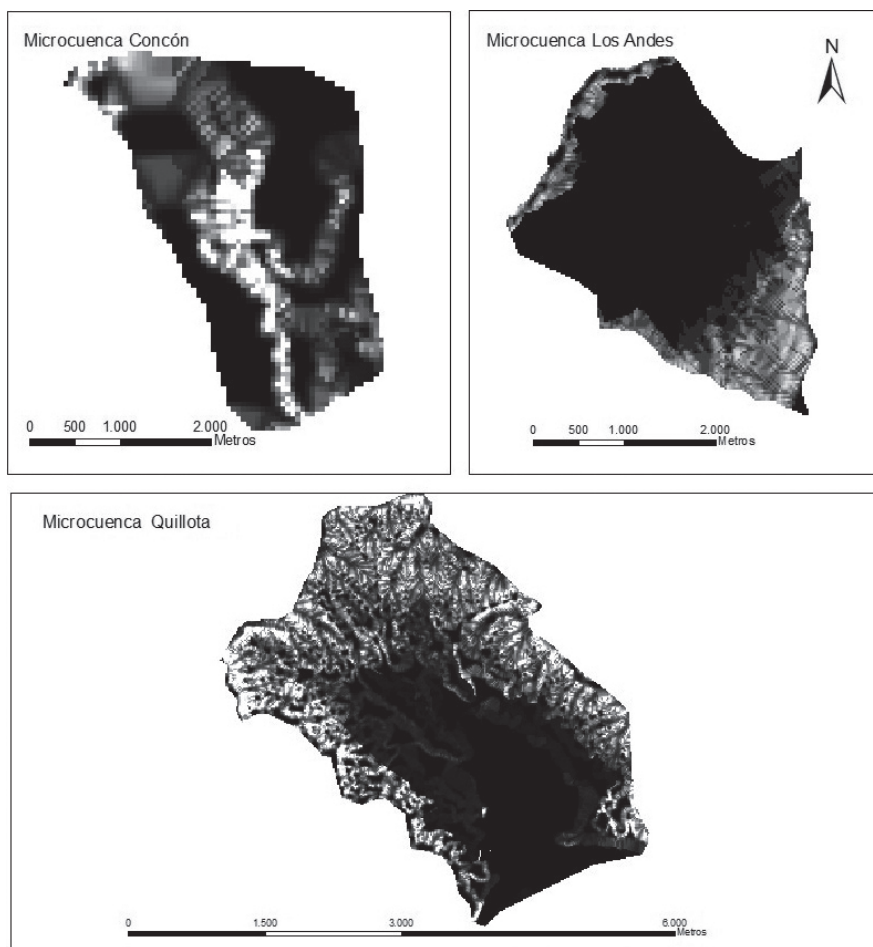 Microcuenca Concón
0 500 1.000 2.000
Metros
Microcuenca Los Andes
N
0 500 1.000 2.000
Metros
Microcuenca Quillota
0 1.500 3.000 6.000
Metros